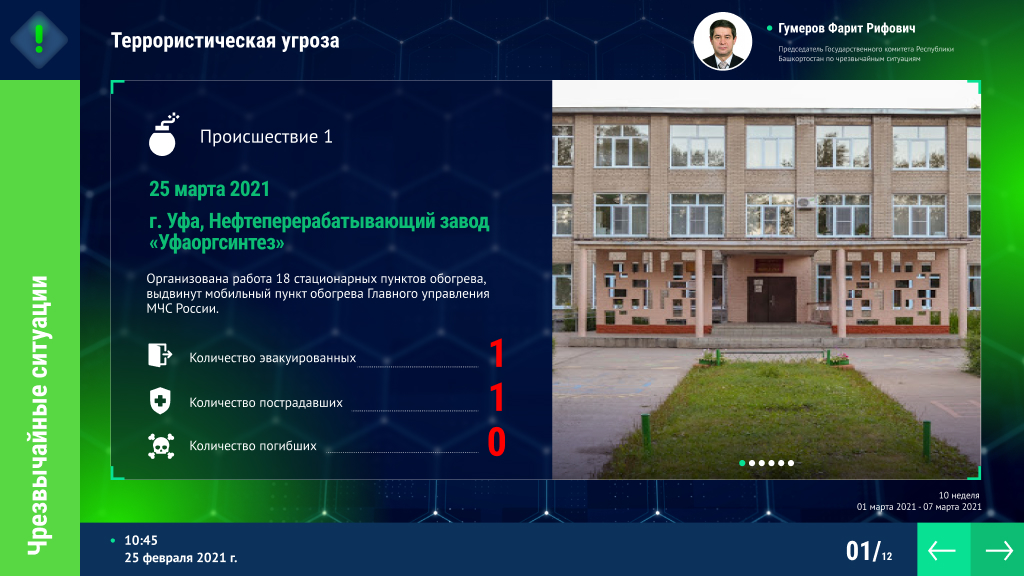 Террористическая угроза
Гумеров Фарит Рифович
Председатель Государственного комитета Республики
Башкортостан по чрезвычайным ситуациям
Происшествие 1
25 марта 2021
г. Уфа, Нефтеперерабатывающий завод
«Уфаоргсинтез»
Организована работа 18 стационарных пунктов обогрева,
выдвинут мобильный пункт обогрева Главного управления
МЧС России.
Количество эвакуированных 1
Количество пострадавших 1
Количество погибших 0
Чрезвычайные ситуации
10 неделя
01 марта 2021 - 07 марта 2021
10:45
25 февраля 2021 г.
01/12